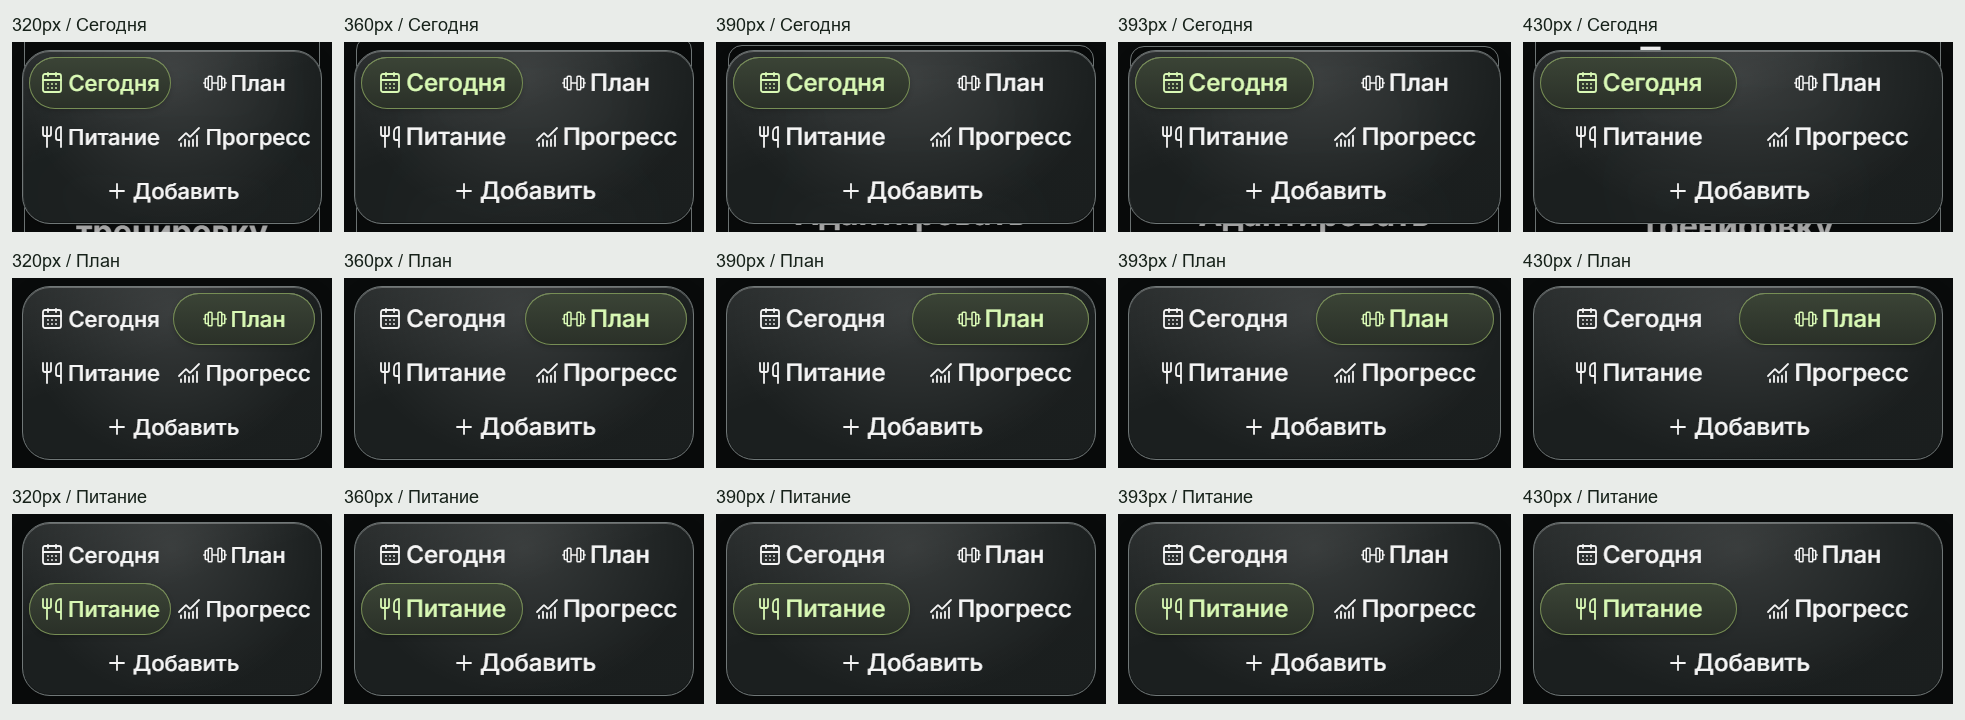 320px / Сегодня 360px / Сегодня 390px / Сегодня 393px / Сегодня 430px / Сегодня
Сегодня План Сегодня План Сегодня План Сегодня План Сегодня План
Питание Прогресс Питание Прогресс Питание Прогресс Питание Прогресс Питание Прогресс
+ Добавить + Добавить + Добавить + Добавить + Добавить
тренировку Адаптировать Адаптировать тренировку
320px / План 360px / План 390px / План 393px / План 430px / План
Сегодня План Сегодня План Сегодня План Сегодня План Сегодня План
Питание Прогресс Питание Прогресс Питание Прогресс Питание Прогресс Питание Прогресс
+ Добавить + Добавить + Добавить + Добавить + Добавить
320px / Питание 360px / Питание 390px / Питание 393px / Питание 430px / Питание
Сегодня План Сегодня План Сегодня План Сегодня План Сегодня План
Питание Прогресс Питание Прогресс Питание Прогресс Питание Прогресс Питание Прогресс
+ Добавить + Добавить + Добавить + Добавить + Добавить